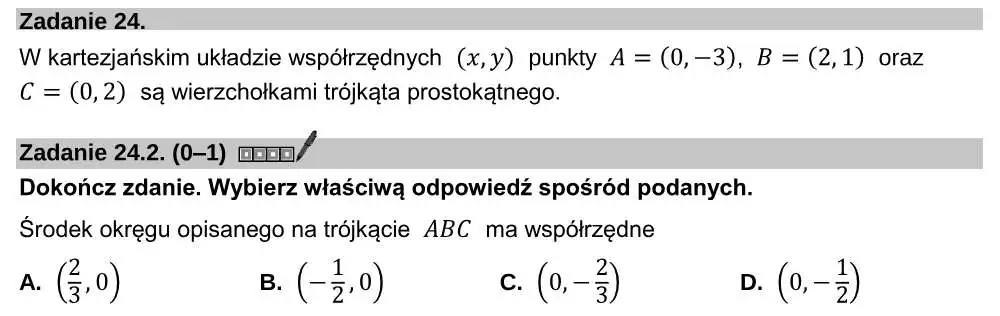 Zadanie 24.
W kartezjańskim układzie współrzędnych (x, y) punkty A = (0, −3), B = (2, 1) oraz
C = (0, 2) są wierzchołkami trójkąta prostokątnego.
Zadanie 24.2. (0–1)
Dokończ zdanie. Wybierz właściwą odpowiedź spośród podanych.
Środek okręgu opisanego na trójkącie ABC ma współrzędne
A. (2/3, 0) B. (−1/2, 0) C. (0, −2/3) D. (0, −1/2)